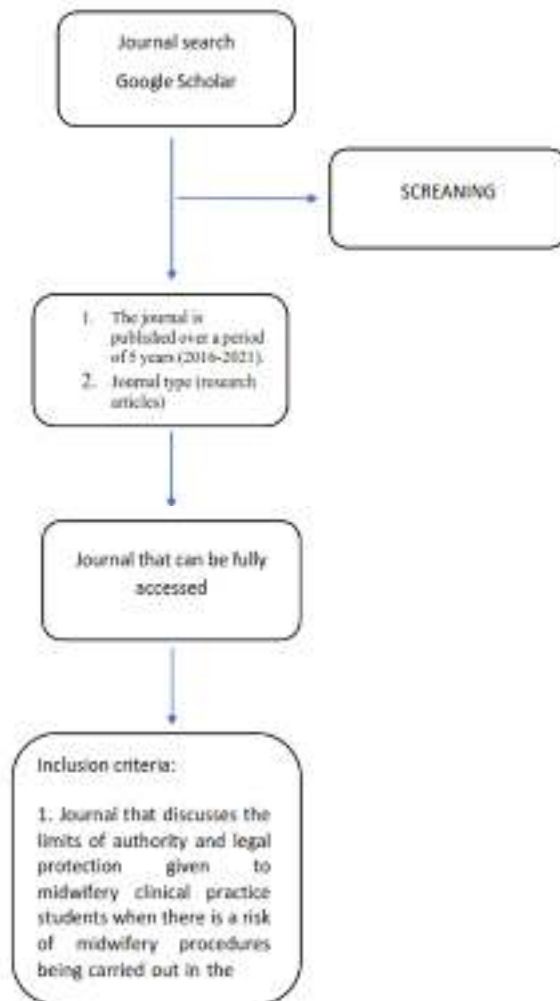 Journal search
Google Scholar
SCREANING
1. The journal is
published over a period
of 5 years (2016-2021).
2. Journal type (research
articles)
Journal that can be fully
accessed
Inclusion criteria:
1. Journal that discusses the
limits of authority and legal
protection given to
midwifery clinical practice
students when there is a risk
of midwifery procedures
being carried out in the